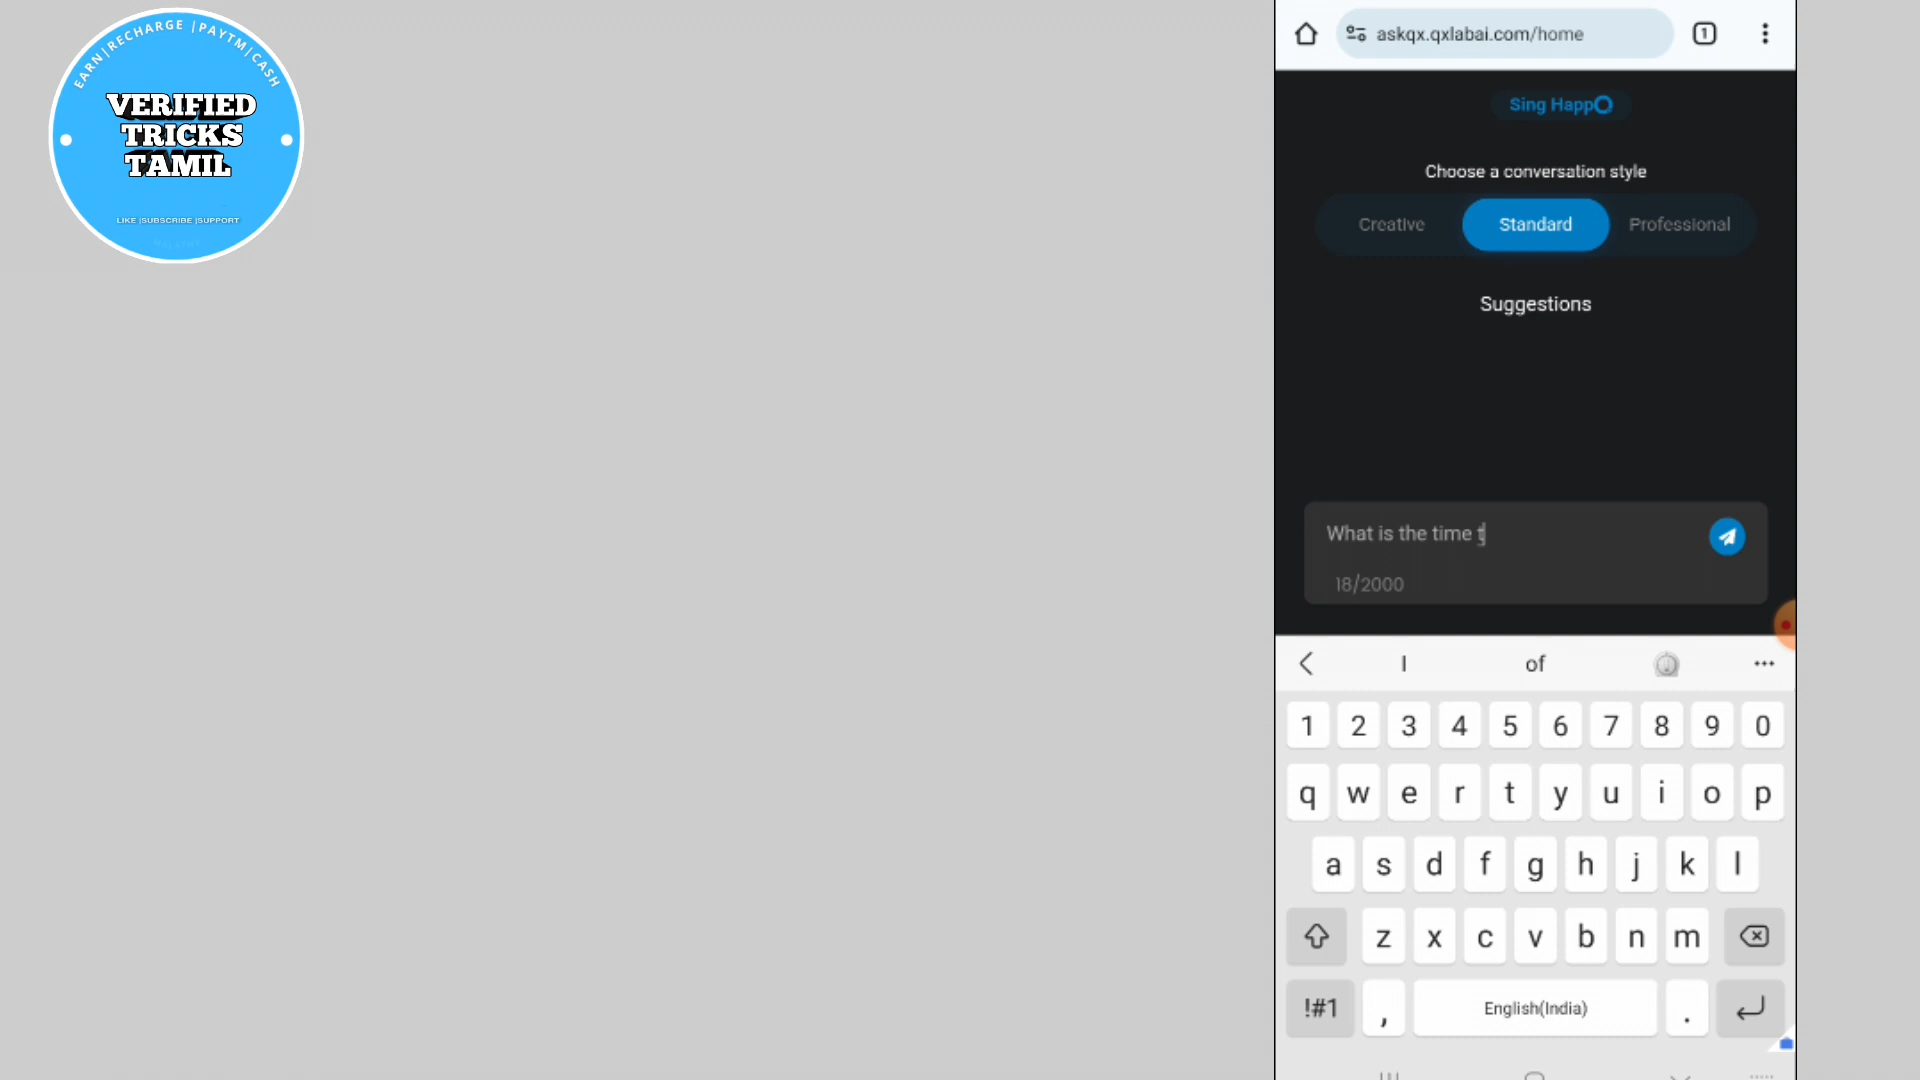 EARN|RECHARGE |PAYTM|CASH
VERIFIED
TRICKS
TAMIL
LIKE |SUBSCRIBE |SUPPORT
askqx.qxlabai.com/home
1
Sing HappQ
Choose a conversation style
Creative Standard Professional
Suggestions
What is the time t
18/2000
I of
1 2 3 4 5 6 7 8 9 0
q w e r t y u i o p
a s d f g h j k l
z x c v b n m
!#1 , English(India) .